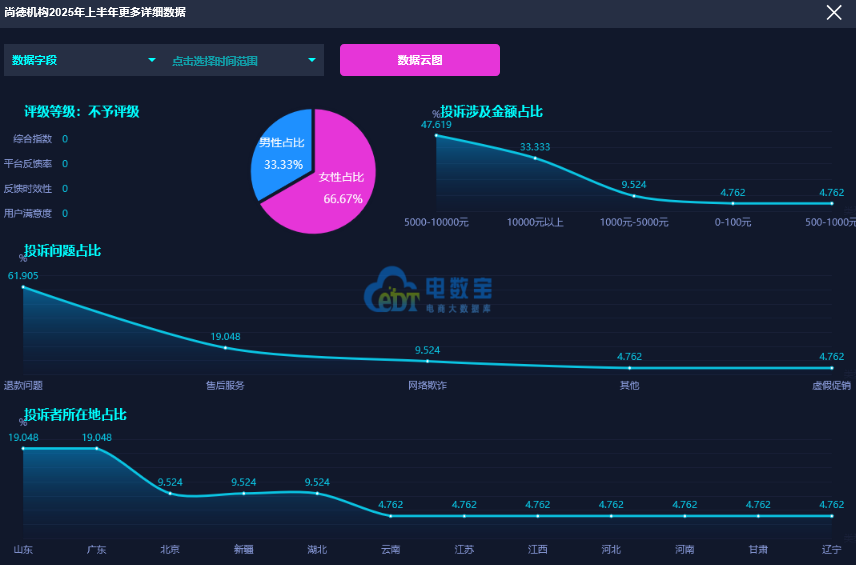 尚德机构2025年上半年更多详细数据
数据字段
点击选择时间范围
数据云图
评级等级：不予评级
综合指数 0
平台反馈率 0
反馈时效性 0
用户满意度 0
男性占比
33.33%
女性占比
66.67%
投诉涉及金额占比
%
47.619
33.333
9.524
4.762
4.762
5000-10000元 10000元以上 1000元-5000元 0-100元 500-1000元
投诉问题占比
%
61.905
19.048
9.524
4.762
4.762
退款问题 售后服务 网络欺诈 其他 虚假促销
电数宝
电商大数据库
EDT
投诉者所在地占比
%
19.048 19.048 9.524 9.524 9.524 4.762 4.762 4.762 4.762 4.762 4.762 4.762
山东 广东 北京 新疆 湖北 云南 江苏 江西 河北 河南 甘肃 辽宁